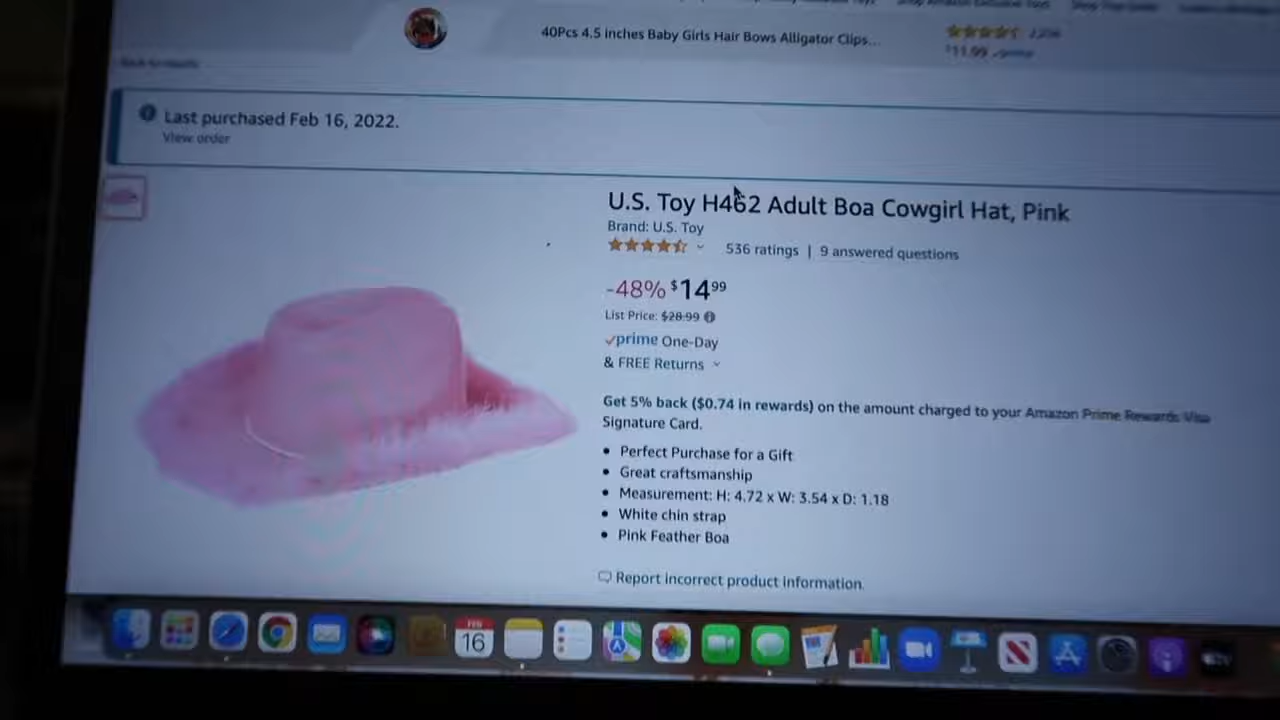 40Pcs 4.5 inches Baby Girls Hair Bows Alligator Clips...
$11.99
Last purchased Feb 16, 2022.
View order
U.S. Toy H462 Adult Boa Cowgirl Hat, Pink
Brand: U.S. Toy
536 ratings | 9 answered questions
-48% $14 99
List Price: $28.99
prime One-Day
& FREE Returns
Get 5% back ($0.74 in rewards) on the amount charged to your Amazon Prime Rewards Visa
Signature Card.
Perfect Purchase for a Gift
Great craftsmanship
Measurement: H: 4.72 x W: 3.54 x D: 1.18
White chin strap
Pink Feather Boa
Report incorrect product information.
FEB
16